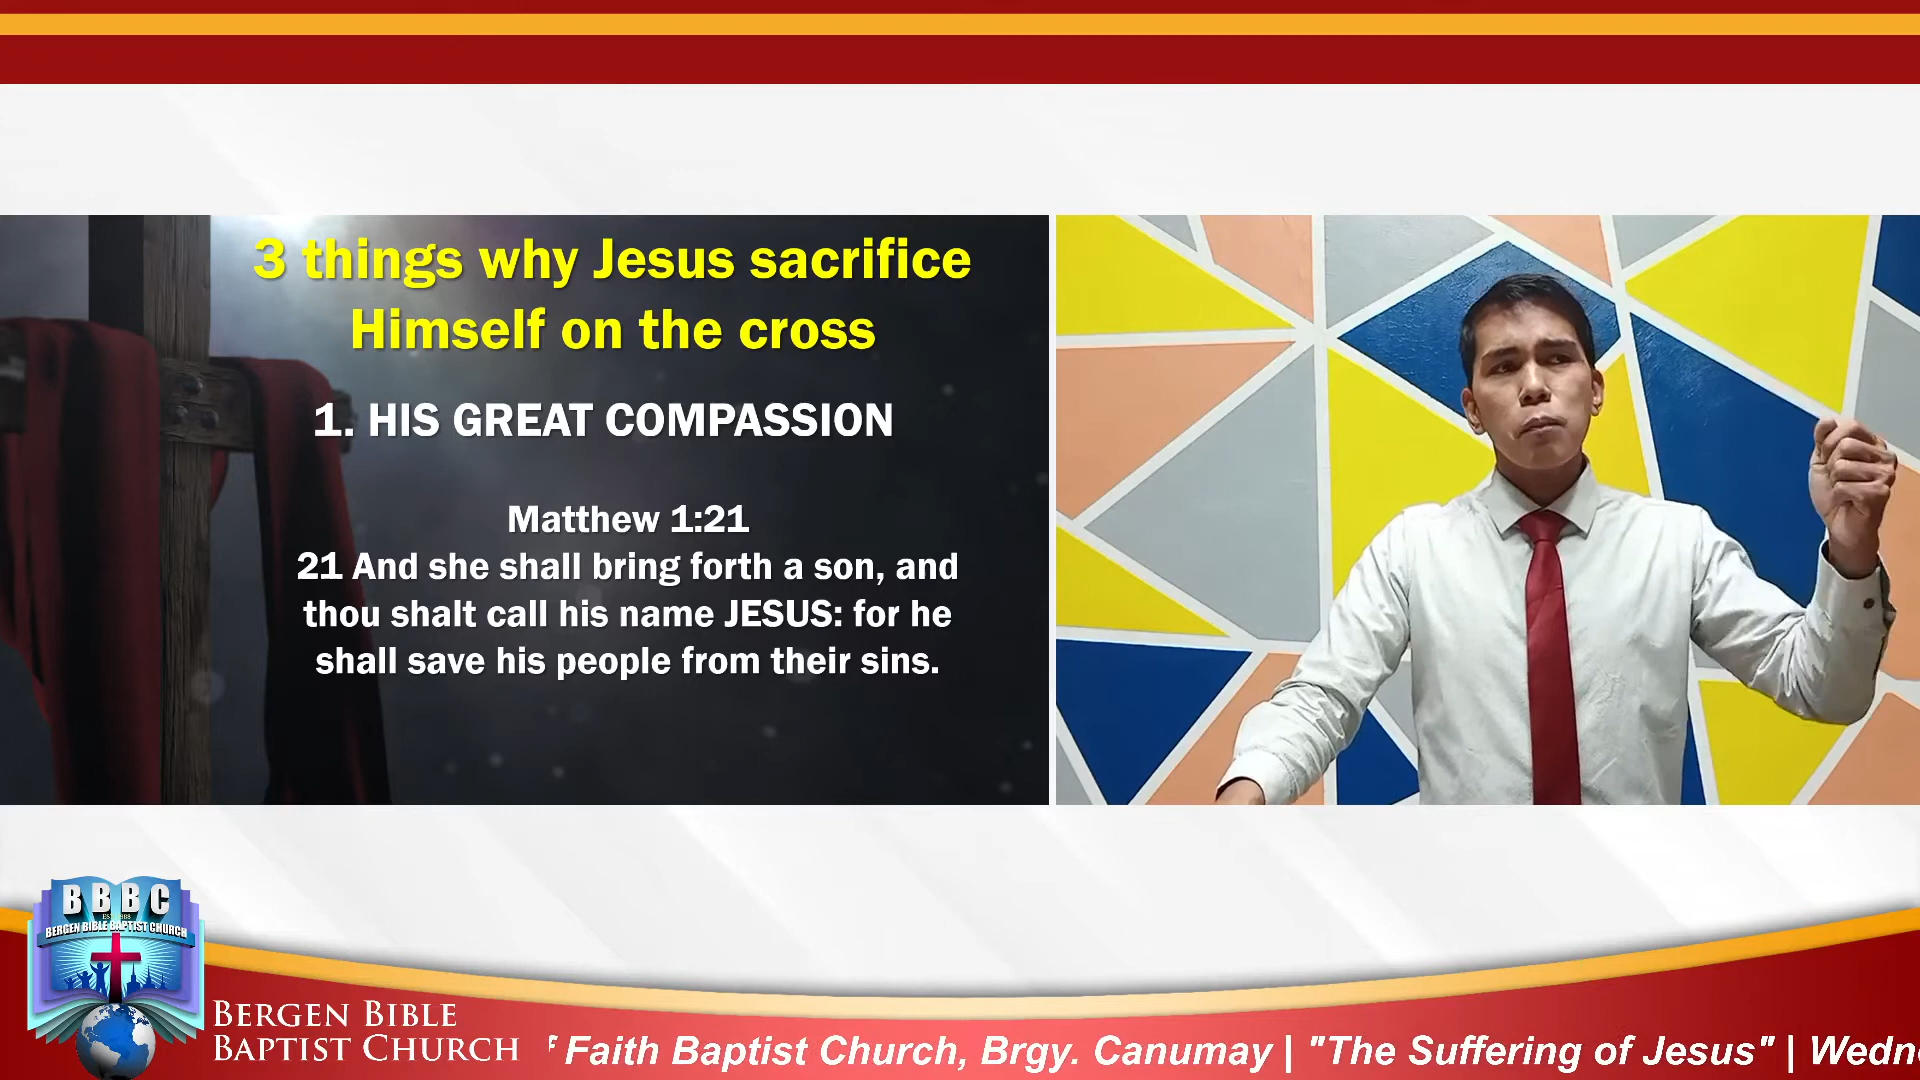 3 things why Jesus sacrifice
Himself on the cross
1. HIS GREAT COMPASSION
Matthew 1:21
21 And she shall bring forth a son, and
thou shalt call his name JESUS: for he
shall save his people from their sins.
B B B C
BERGEN BIBLE BAPTIST CHURCH
BERGEN BIBLE
BAPTIST CHURCH
Faith Baptist Church, Brgy. Canumay | "The Suffering of Jesus" | Wedn